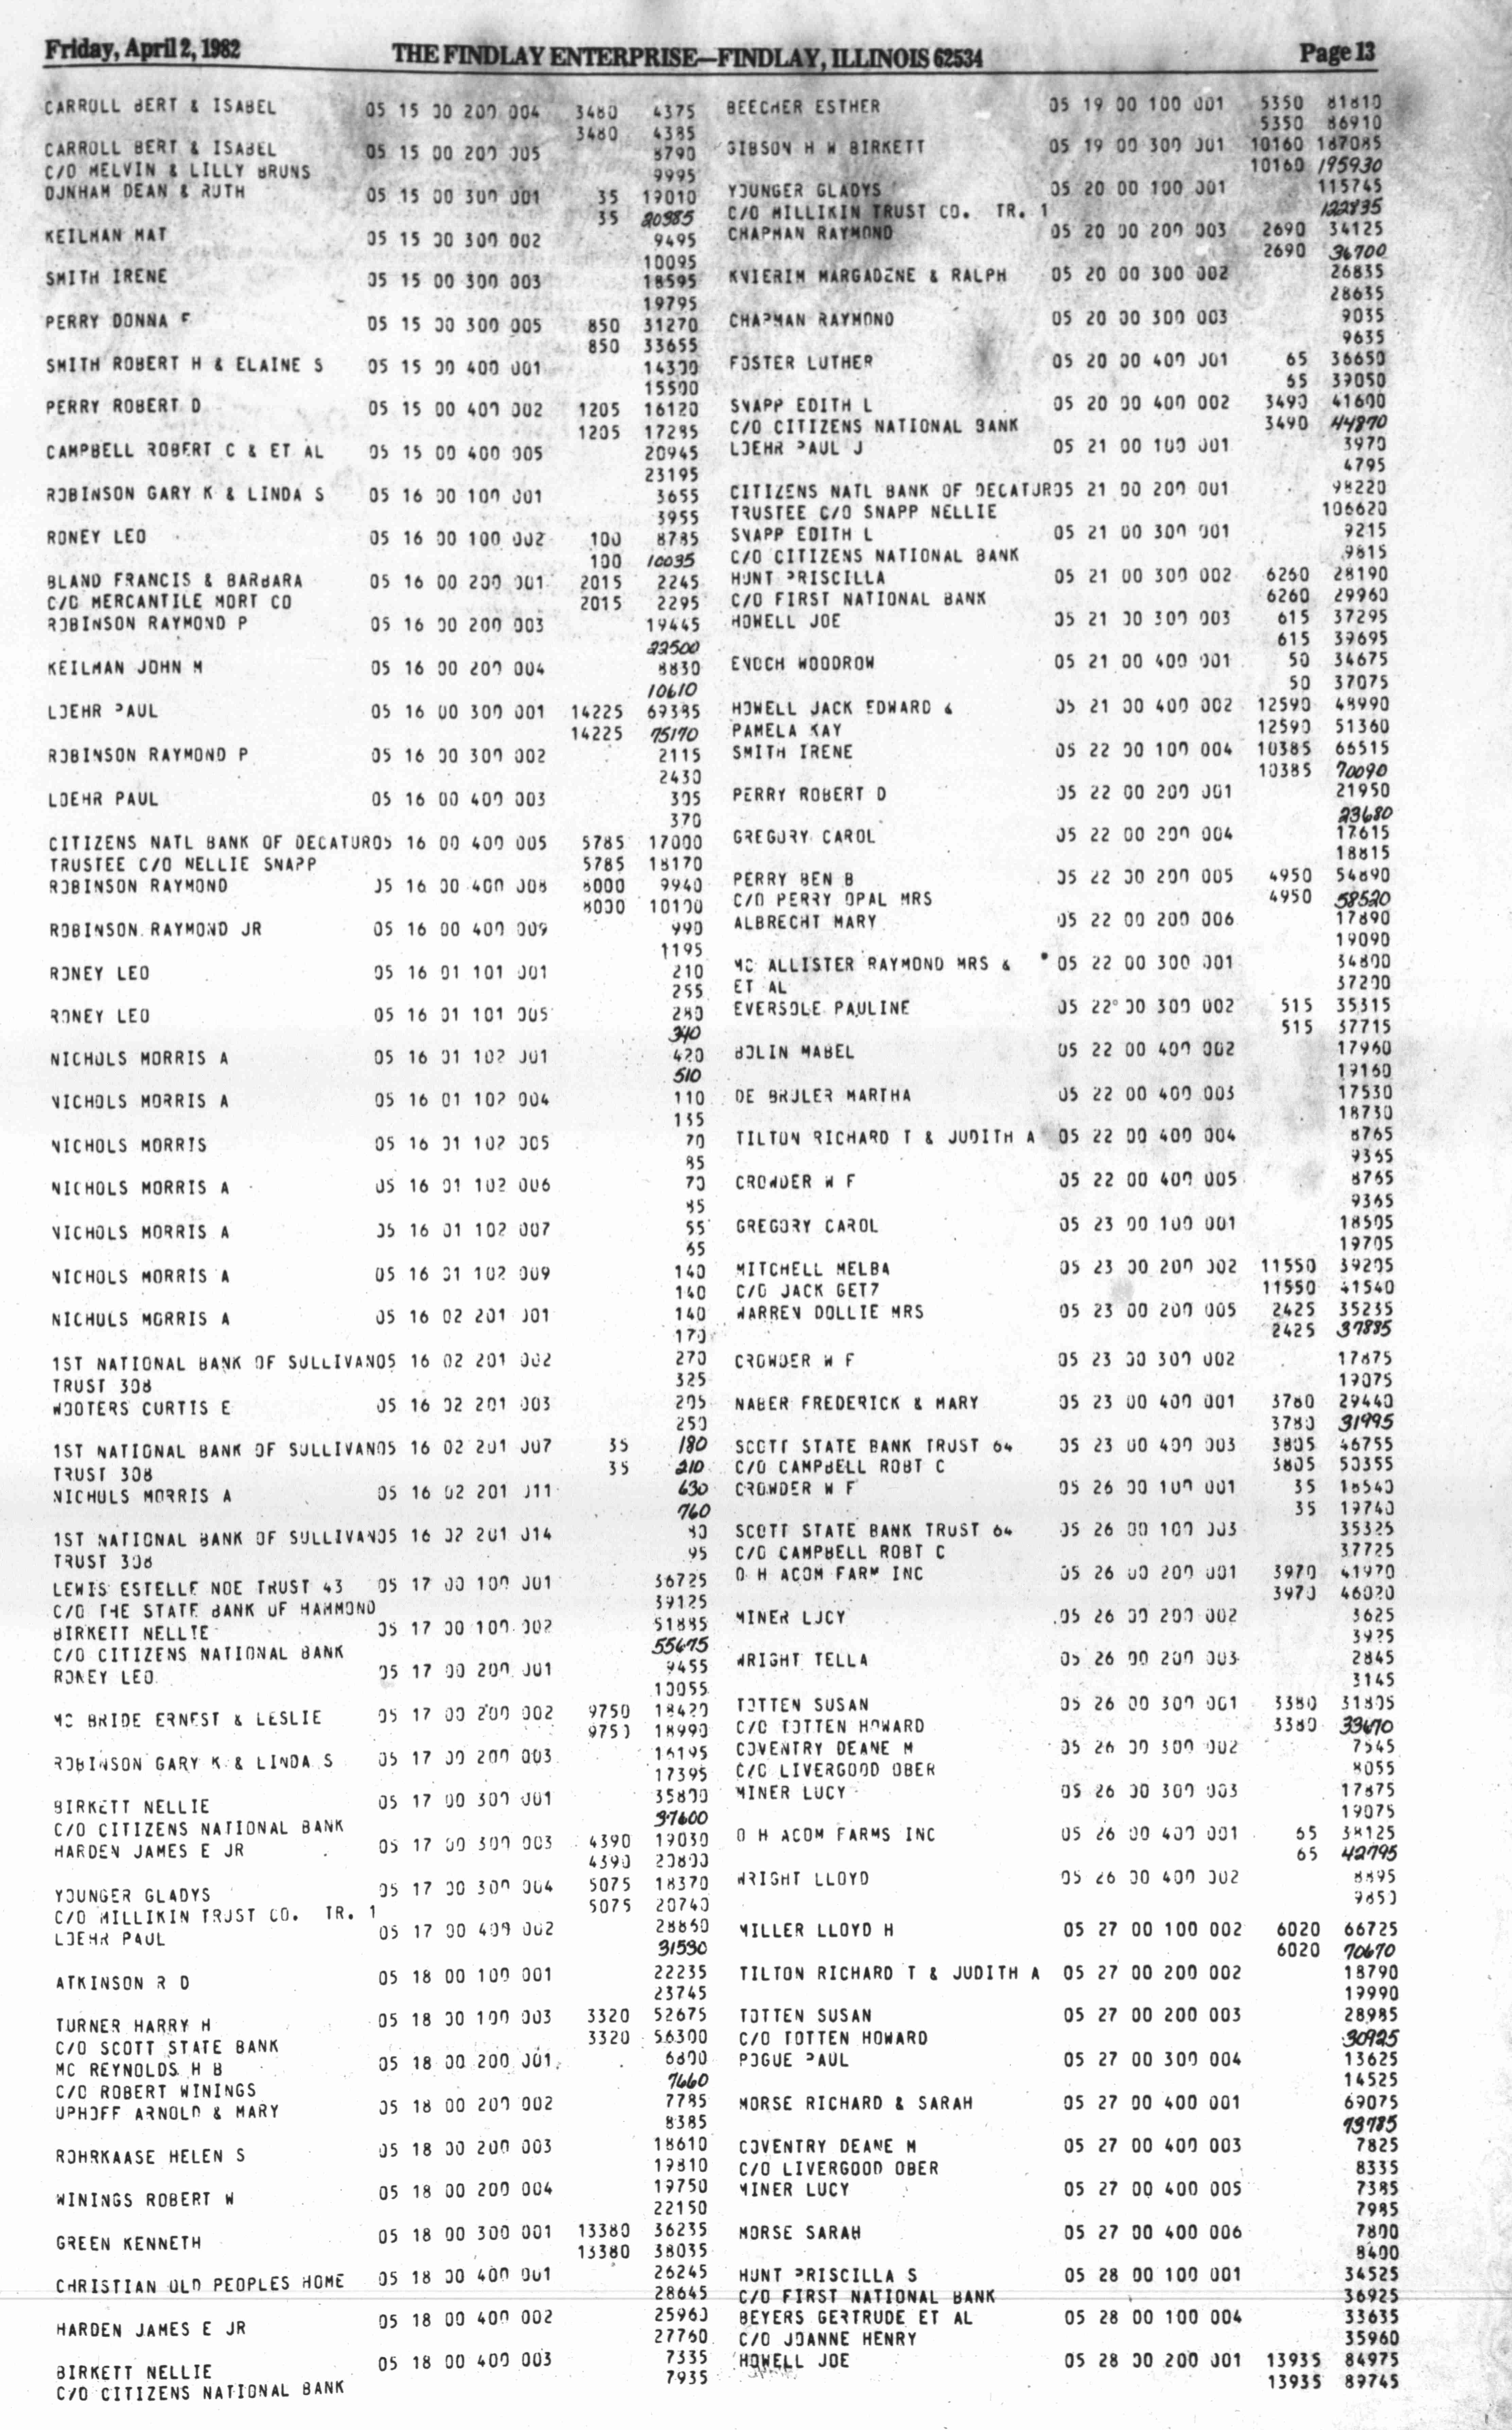 Friday, April 2, 1982 THE FINDLAY ENTERPRISE—FINDLAY, ILLINOIS 62534 Page 13
CARROLL BERT & ISABEL 05 15 00 200 004 3480 4375
3480 4385
CARROLL BERT & ISABEL 05 15 00 200 005 8790
C/O MELVIN & LILLY BRUNS 9995
DUNHAM DEAN & RUTH 05 15 00 300 001 35 19010
35 20385
KEILMAN MAT 05 15 00 300 002 9495
10095
SMITH IRENE 05 15 00 300 003 18595
19795
PERRY DONNA F 05 15 00 300 005 850 31270
850 33655
SMITH ROBERT H & ELAINE S 05 15 00 400 001 14300
15500
PERRY ROBERT D 05 15 00 400 002 1205 16120
1205 17285
CAMPBELL ROBERT C & ET AL 05 15 00 400 005 20945
23195
ROBINSON GARY K & LINDA S 05 16 00 100 001 3655
3955
RONEY LEO 05 16 00 100 002 100 8785
100 10035
BLAND FRANCIS & BARBARA 05 16 00 200 001 2015 2245
C/O MERCANTILE MORT CO 2015 2295
ROBINSON RAYMOND P 05 16 00 200 003 19445
22500
KEILMAN JOHN M 05 16 00 200 004 8830
10610
LOEHR PAUL 05 16 00 300 001 14225 69385
14225 75170
ROBINSON RAYMOND P 05 16 00 300 002 2115
2430
LOEHR PAUL 05 16 00 400 003 305
370
CITIZENS NATL BANK OF DECATUR05 16 00 400 005 5785 17000
TRUSTEE C/O NELLIE SNAPP 5785 18170
ROBINSON RAYMOND 05 16 00 400 008 8000 9940
8000 10100
ROBINSON RAYMOND JR 05 16 00 400 009 990
1195
RONEY LEO 05 16 01 101 001 210
255
RONEY LEO 05 16 01 101 005 280
340
NICHOLS MORRIS A 05 16 01 102 001 420
510
NICHOLS MORRIS A 05 16 01 102 004 110
135
NICHOLS MORRIS 05 16 01 102 005 70
85
NICHOLS MORRIS A 05 16 01 102 006 70
85
NICHOLS MORRIS A 05 16 01 102 007 55
65
NICHOLS MORRIS A 05 16 01 102 009 140
140
NICHOLS MORRIS A 05 16 02 201 001 140
170
1ST NATIONAL BANK OF SULLIVAN05 16 02 201 002 270
TRUST 308 325
WOOTERS CURTIS E 05 16 02 201 003 205
250
1ST NATIONAL BANK OF SULLIVAN05 16 02 201 007 35 180
TRUST 308 35 210
NICHOLS MORRIS A 05 16 02 201 011 630
760
1ST NATIONAL BANK OF SULLIVAN05 16 02 201 014 80
TRUST 308 95
LEWIS ESTELLE NOE TRUST 43 05 17 00 100 001 36725
C/O THE STATE BANK OF HAMMOND 39125
BIRKETT NELLIE 05 17 00 100 002 51885
C/O CITIZENS NATIONAL BANK 55675
RONEY LEO 05 17 00 200 001 9455
10055
MC BRIDE ERNEST & LESLIE 05 17 00 200 002 9750 18420
9750 18990
ROBINSON GARY K & LINDA S 05 17 00 200 003 16195
17395
BIRKETT NELLIE 05 17 00 300 001 35800
C/O CITIZENS NATIONAL BANK 37600
HARDEN JAMES E JR 05 17 00 300 003 4390 19030
4390 20800
YOUNGER GLADYS 05 17 00 300 004 5075 18370
C/O MILLIKIN TRUST CO. TR. 1 5075 20740
LOEHR PAUL 05 17 00 400 002 28860
31530
ATKINSON R D 05 18 00 100 001 22235
23745
TURNER HARRY H 05 18 00 100 003 3320 52675
C/O SCOTT STATE BANK 3320 56300
MC REYNOLDS H B 05 18 00 200 001 6800
C/O ROBERT WININGS 7660
UPHOFF ARNOLD & MARY 05 18 00 200 002 7785
8385
ROHRKAASE HELEN S 05 18 00 200 003 18610
19810
WININGS ROBERT W 05 18 00 200 004 19750
22150
GREEN KENNETH 05 18 00 300 001 13380 36235
13380 38035
CHRISTIAN OLD PEOPLES HOME 05 18 00 400 001 26245
28645
HARDEN JAMES E JR 05 18 00 400 002 25960
27760
BIRKETT NELLIE 05 18 00 400 003 7335
C/O CITIZENS NATIONAL BANK 7935
BEECHER ESTHER 05 19 00 100 001 5350 81810
5350 86910
GIBSON H W BIRKETT 05 19 00 300 001 10160 187085
10160 195930
YOUNGER GLADYS 05 20 00 100 001 115745
C/O MILLIKIN TRUST CO. TR. 1 122835
CHAPMAN RAYMOND 05 20 00 200 003 2690 34125
2690 36700
KNIERIM MARGADENE & RALPH 05 20 00 300 002 26835
28635
CHAPMAN RAYMOND 05 20 00 300 003 9035
9635
FOSTER LUTHER 05 20 00 400 001 65 36650
65 39050
SNAPP EDITH L 05 20 00 400 002 3490 41600
C/O CITIZENS NATIONAL BANK 3490 44870
LOEHR PAUL J 05 21 00 100 001 3970
4795
CITIZENS NATL BANK OF DECATUR05 21 00 200 001 98220
TRUSTEE C/O SNAPP NELLIE 106620
SNAPP EDITH L 05 21 00 300 001 9215
C/O CITIZENS NATIONAL BANK 9815
HUNT PRISCILLA 05 21 00 300 002 6260 28190
C/O FIRST NATIONAL BANK 6260 29960
HOWELL JOE 05 21 00 300 003 615 37295
615 39695
ENOCH WOODROW 05 21 00 400 001 50 34675
50 37075
HOWELL JACK EDWARD & 05 21 00 400 002 12590 48990
PAMELA KAY 12590 51360
SMITH IRENE 05 22 00 100 004 10385 66515
10385 70090
PERRY ROBERT D 05 22 00 200 001 21950
23680
GREGORY CAROL 05 22 00 200 004 17615
18815
PERRY BEN B 05 22 00 200 005 4950 54890
C/O PERRY OPAL MRS 4950 58520
ALBRECHT MARY 05 22 00 200 006 17890
19090
MC ALLISTER RAYMOND MRS & 05 22 00 300 001 34800
ET AL 37200
EVERSOLE PAULINE 05 22 00 300 002 515 35315
515 37715
BOLIN MABEL 05 22 00 400 002 17960
19160
DE BRULER MARTHA 05 22 00 400 003 17530
18730
TILTON RICHARD T & JUDITH A 05 22 00 400 004 8765
9365
CROWDER W F 05 22 00 400 005 8765
9365
GREGORY CAROL 05 23 00 100 001 18505
19705
MITCHELL MELBA 05 23 00 200 002 11550 39205
C/O JACK GETZ 11550 41540
WARREN DOLLIE MRS 05 23 00 200 005 2425 35235
2425 37885
CROWDER W F 05 23 00 300 002 17875
19075
NABER FREDERICK & MARY 05 23 00 400 001 3780 29440
3780 31995
SCOTT STATE BANK TRUST 64 05 23 00 400 003 3805 46755
C/O CAMPBELL ROBT C 3805 50355
CROWDER W F 05 26 00 100 001 35 18540
35 19740
SCOTT STATE BANK TRUST 64 05 26 00 100 003 35325
C/O CAMPBELL ROBT C 37725
O H ACOM FARM INC 05 26 00 200 001 3970 41970
3970 46020
MINER LUCY 05 26 00 200 002 3625
3925
WRIGHT TELLA 05 26 00 200 003 2845
3145
TOTTEN SUSAN 05 26 00 300 001 3380 31805
C/O TOTTEN HOWARD 3380 33670
COVENTRY DEANE M 05 26 00 300 002 7545
C/O LIVERGOOD OBER 8055
MINER LUCY 05 26 00 300 003 17875
19075
O H ACOM FARMS INC 05 26 00 400 001 65 38125
65 42795
WRIGHT LLOYD 05 26 00 400 002 8895
9850
MILLER LLOYD H 05 27 00 100 002 6020 66725
6020 70670
TILTON RICHARD T & JUDITH A 05 27 00 200 002 18790
19990
TOTTEN SUSAN 05 27 00 200 003 28985
C/O TOTTEN HOWARD 30925
POGUE PAUL 05 27 00 300 004 13625
14525
MORSE RICHARD & SARAH 05 27 00 400 001 69075
73785
COVENTRY DEANE M 05 27 00 400 003 7825
C/O LIVERGOOD OBER 8335
MINER LUCY 05 27 00 400 005 7385
7985
MORSE SARAH 05 27 00 400 006 7800
8400
HUNT PRISCILLA S 05 28 00 100 001 34525
C/O FIRST NATIONAL BANK 36925
BEYERS GERTRUDE ET AL 05 28 00 100 004 33635
C/O JOANNE HENRY 35960
HOWELL JOE 05 28 00 200 001 13935 84975
13935 89745